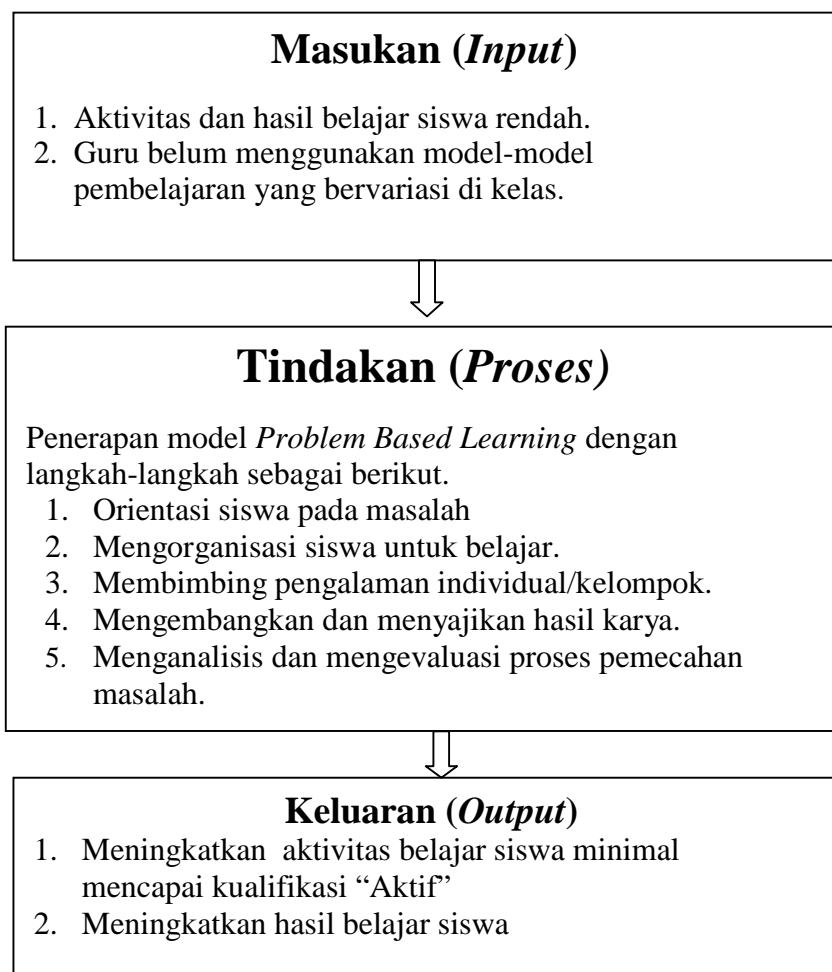 Masukan (Input)
1. Aktivitas dan hasil belajar siswa rendah.
2. Guru belum menggunakan model-model
pembelajaran yang bervariasi di kelas.
Tindakan (Proses)
Penerapan model Problem Based Learning dengan
langkah-langkah sebagai berikut.
1. Orientasi siswa pada masalah
2. Mengorganisasi siswa untuk belajar.
3. Membimbing pengalaman individual/kelompok.
4. Mengembangkan dan menyajikan hasil karya.
5. Menganalisis dan mengevaluasi proses pemecahan
masalah.
Keluaran (Output)
1. Meningkatkan aktivitas belajar siswa minimal
mencapai kualifikasi “Aktif”
2. Meningkatkan hasil belajar siswa